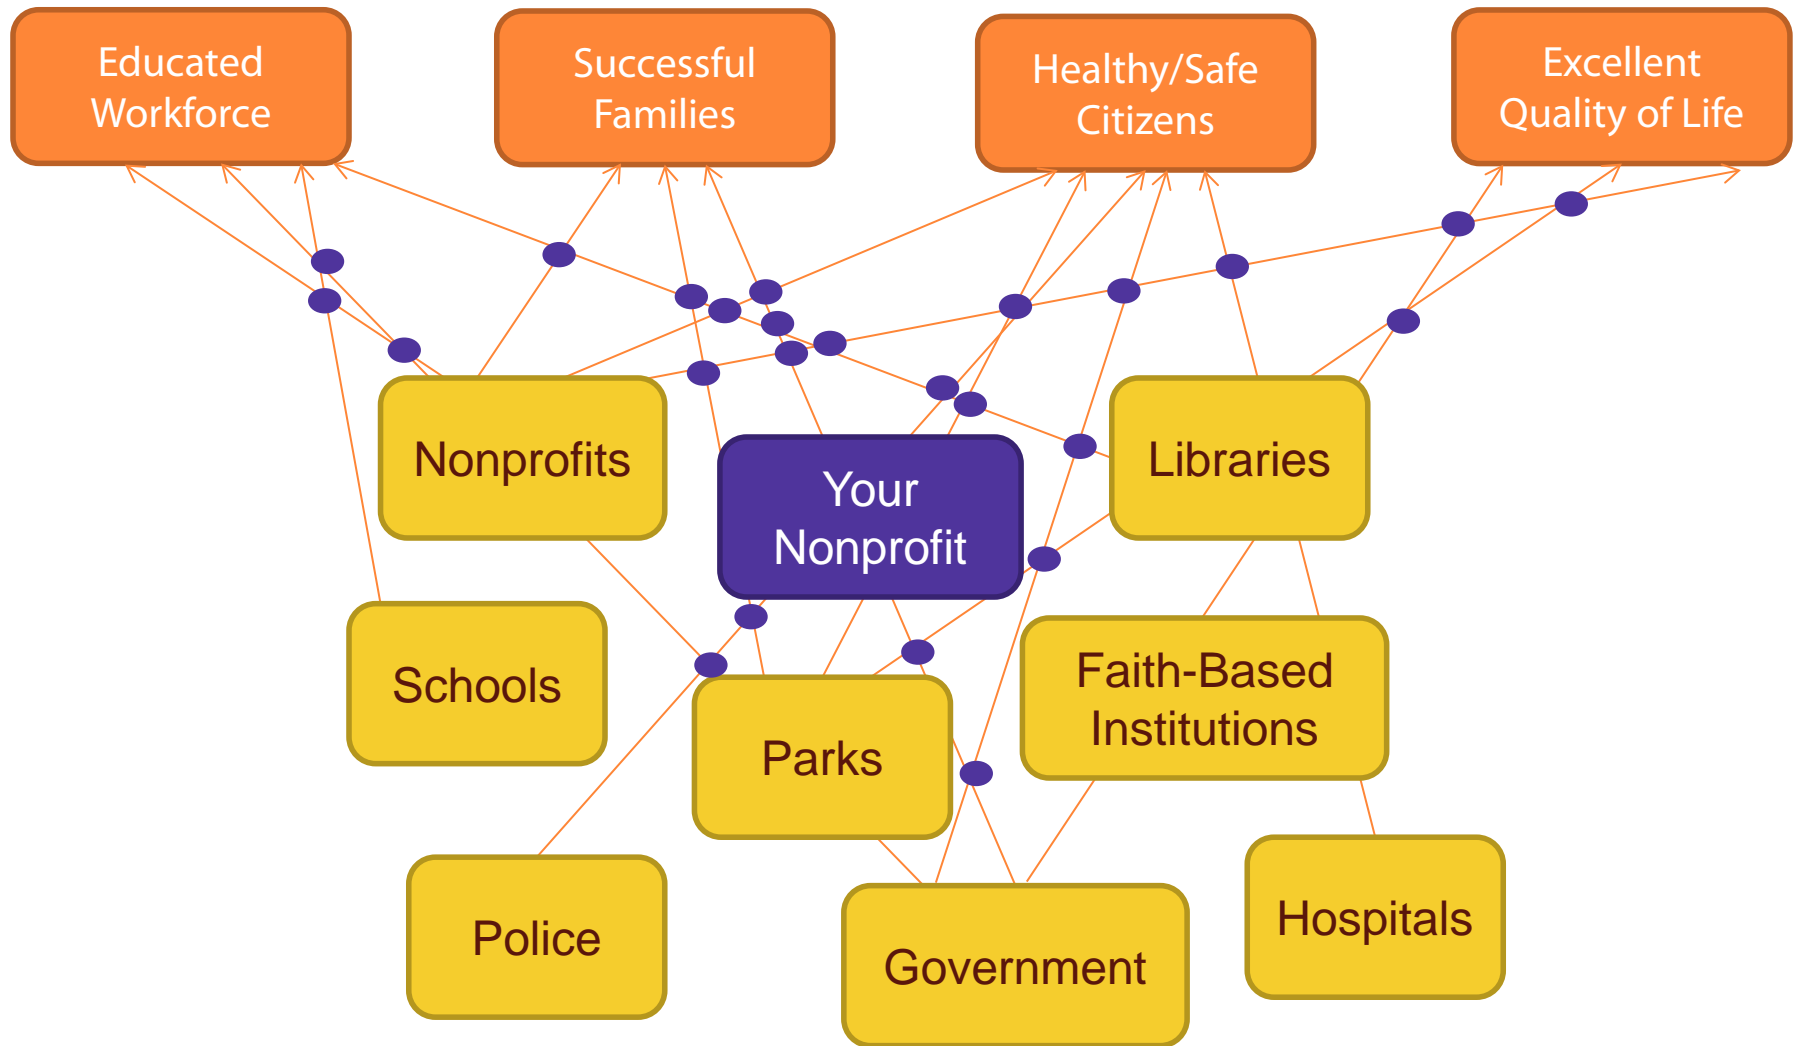 Educated
Workforce
Successful
Families
Healthy/Safe
Citizens
Excellent
Quality of Life
Nonprofits
Your
Nonprofit
Libraries
Schools
Parks
Faith-Based
Institutions
Police
Government
Hospitals